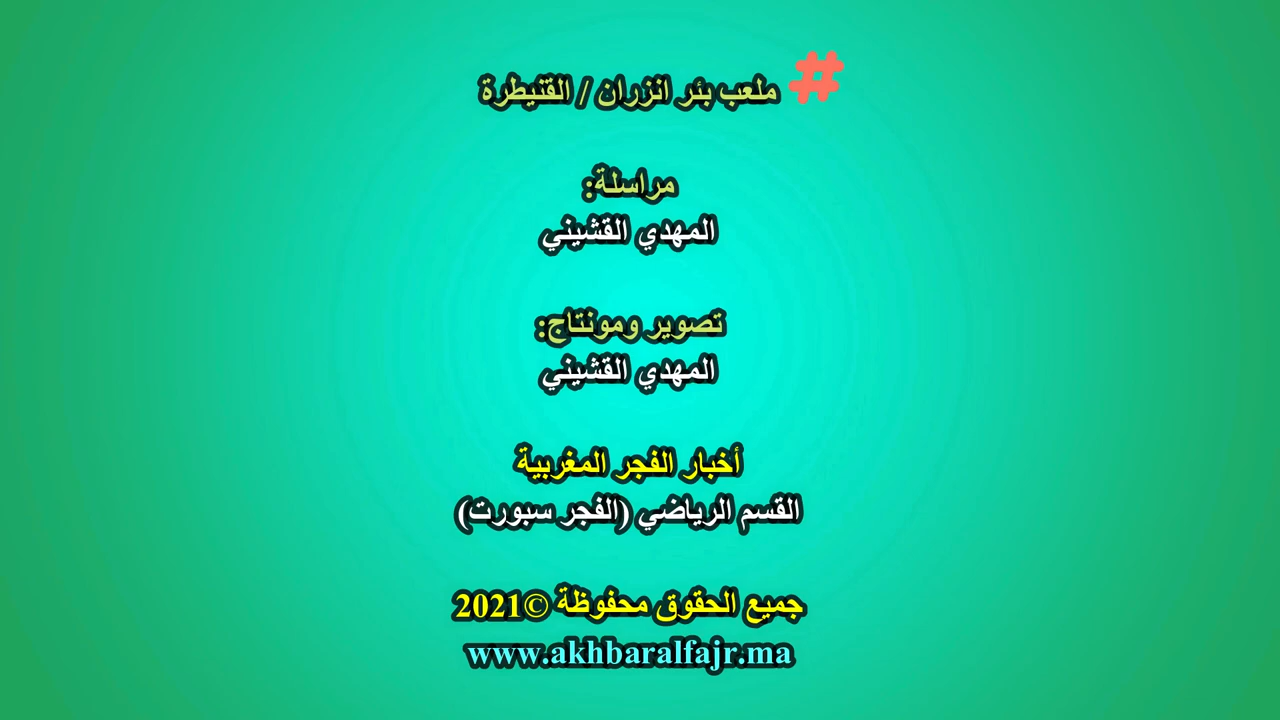 # ملعب بئر انزران / القنيطرة
مراسلة:
المهدي القشيني
تصوير ومونتاج:
المهدي القشيني
أخبار الفجر المغربية
القسم الرياضي (الفجر سبورت)
جميع الحقوق محفوظة ©2021
www.akhbaralfajr.ma